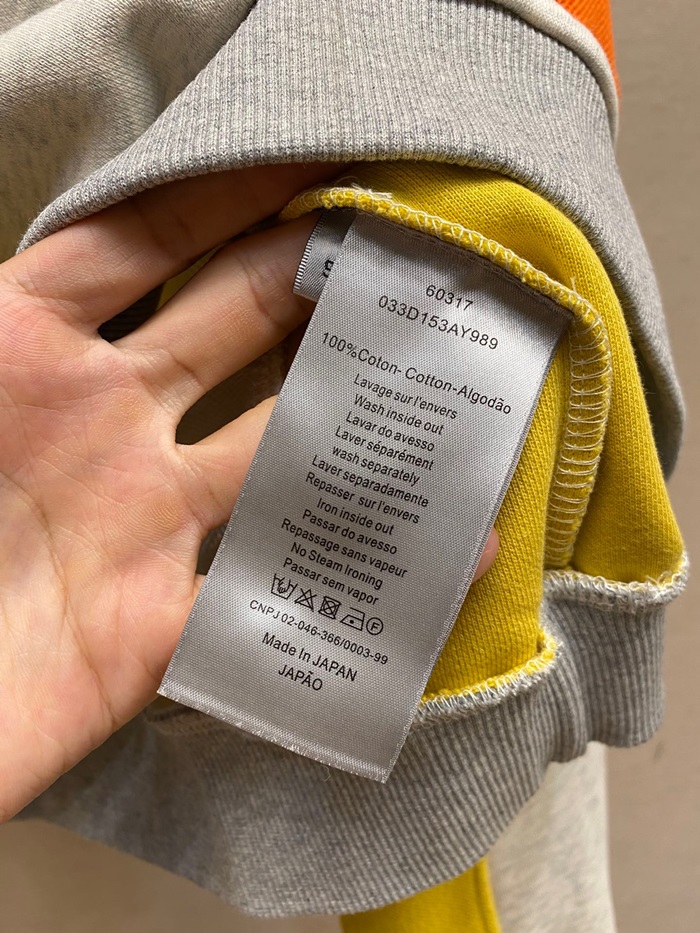 60317
033D153AY989
100%Coton- Cotton-Algodão
Lavage sur l'envers
Wash inside out
Lavar do avesso
Laver séparément
wash separately
Laver separadamente
Repasser sur l'envers
Iron inside out
Passar do avesso
Repassage sans vapeur
No Steam Ironing
Passar sem vapor
CNPJ 02-046-366/0003-99
Made In JAPAN
JAPÃO